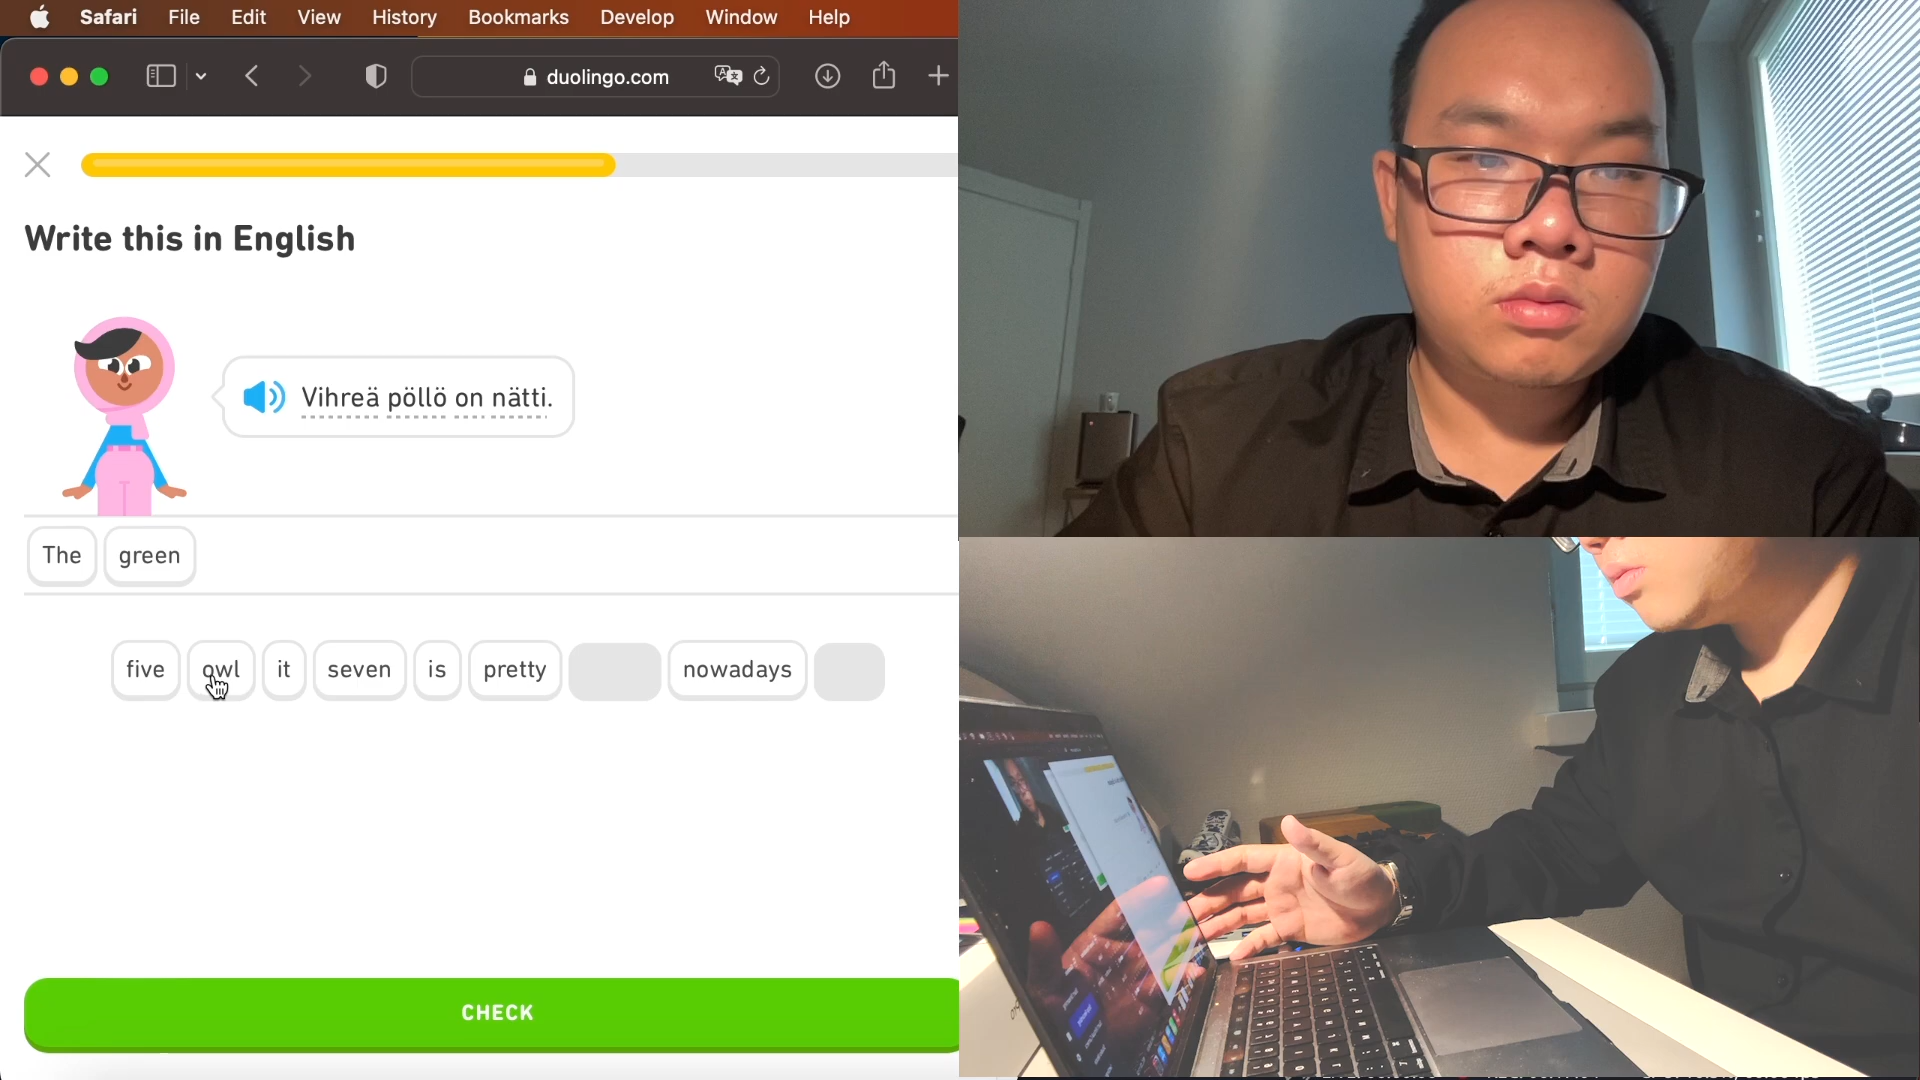 Safari File Edit View History Bookmarks Develop Window Help
duolingo.com
Write this in English
Vihreä pöllö on nätti.
The green
five owl it seven is pretty nowadays
CHECK